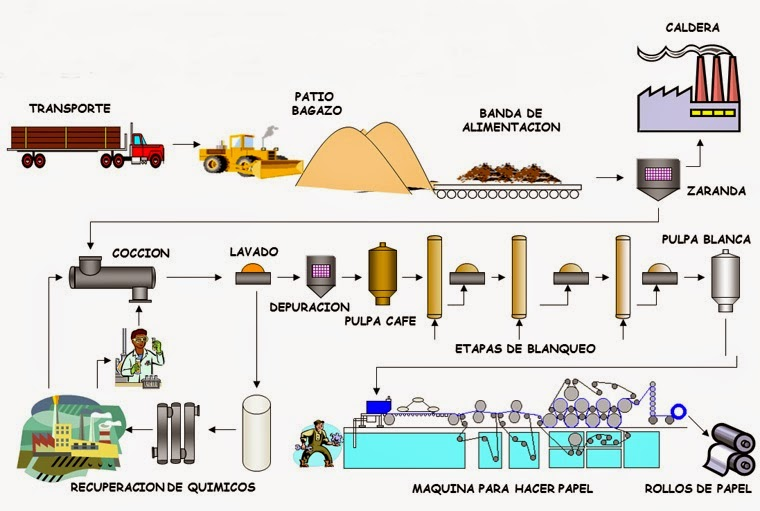 CALDERA
TRANSPORTE
PATIO
BAGAZO
BANDA DE
ALIMENTACION
ZARANDA
COCCION
LAVADO
PULPA BLANCA
DEPURACION
PULPA CAFE
ETAPAS DE BLANQUEO
RECUPERACION DE QUIMICOS
MAQUINA PARA HACER PAPEL
ROLLOS DE PAPEL